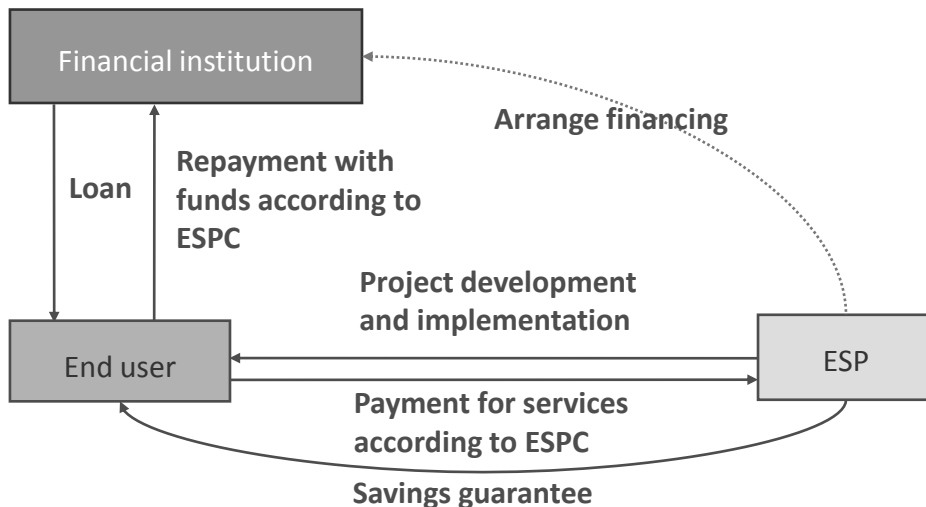 Financial institution
Arrange financing
Loan
Repayment with
funds according to
ESPC
Project development
and implementation
End user
ESP
Payment for services
according to ESPC
Savings guarantee